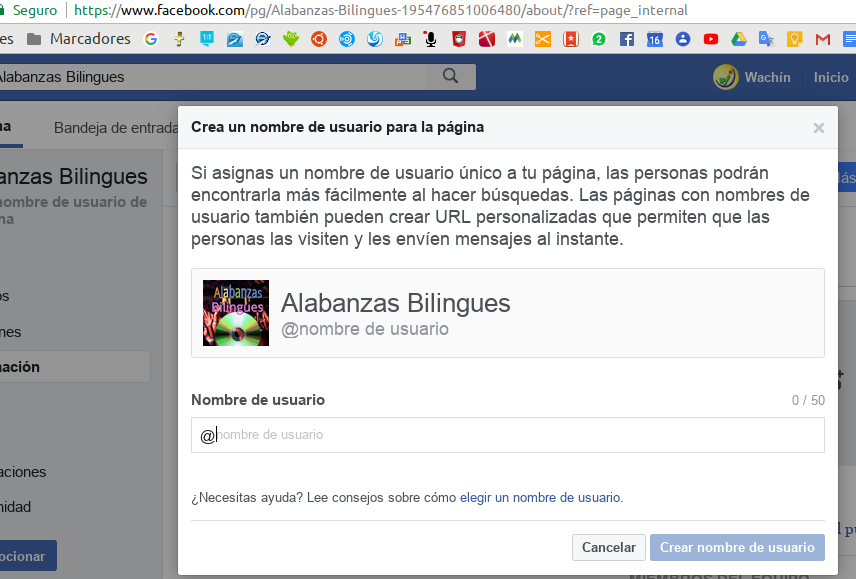 Seguro https://www.facebook.com/pg/Alabanzas-Bilingues-195476851006480/about/?ref=page_internal
es Marcadores
16
2
labanzas Bilingues
Wachín Inicio
na Bandeja de entrada
Crea un nombre de usuario para la página
×
Si asignas un nombre de usuario único a tu página, las personas podrán
encontrarla más fácilmente al hacer búsquedas. Las páginas con nombres de
usuario también pueden crear URL personalizadas que permiten que las
personas las visiten y les envíen mensajes al instante.
Alabanzas
Bilingues
Alabanzas Bilingues
@nombre de usuario
Nombre de usuario 0 / 50
@nombre de usuario
¿Necesitas ayuda? Lee consejos sobre cómo elegir un nombre de usuario.
Cancelar Crear nombre de usuario
anzas Bilingues
nombre de usuario de
na
os
nes
mación
aciones
nidad
ocionar
ás